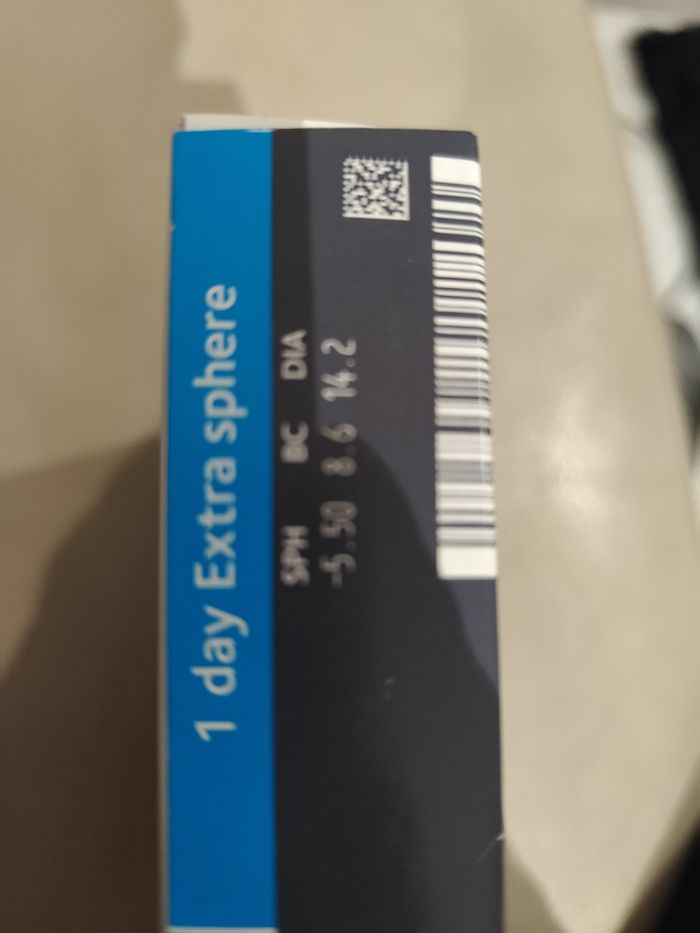 1 day Extra sphere
SPH BC DIA
-5.50 8.6 14.2